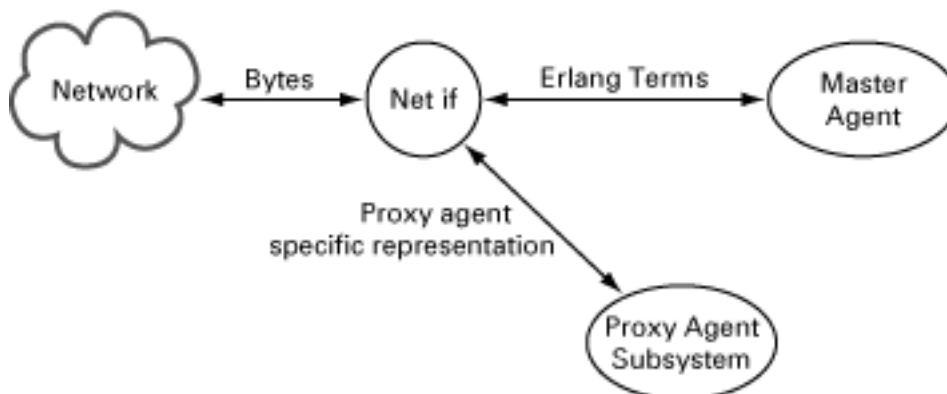 Network
Bytes
Net if
Erlang Terms
Master
Agent
Proxy agent
specific representation
Proxy Agent
Subsystem